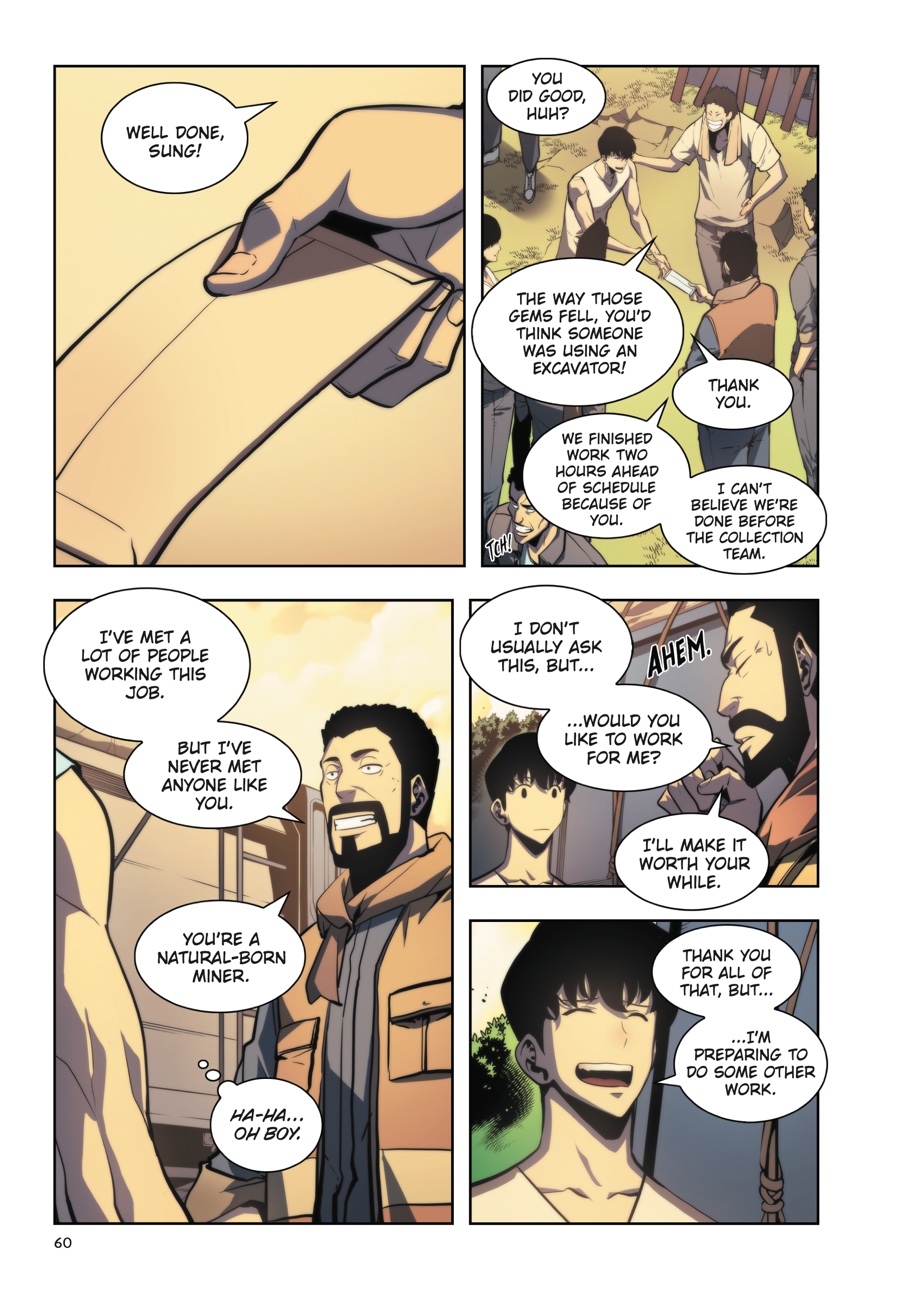 WELL DONE,
SUNG!
YOU
DID GOOD,
HUH?
THE WAY THOSE
GEMS FELL, YOU'D
THINK SOMEONE
WAS USING AN
EXCAVATOR!
THANK
YOU.
WE FINISHED
WORK TWO
HOURS AHEAD
OF SCHEDULE
BECAUSE OF
YOU.
I CAN'T
BELIEVE WE'RE
DONE BEFORE
THE COLLECTION
TEAM.
TCH!
I'VE MET A
LOT OF PEOPLE
WORKING THIS
JOB.
BUT I'VE
NEVER MET
ANYONE LIKE
YOU.
YOU'RE A
NATURAL-BORN
MINER.
HA-HA...
OH BOY.
I DON'T
USUALLY ASK
THIS, BUT...
AHEM.
...WOULD YOU
LIKE TO WORK
FOR ME?
I'LL MAKE IT
WORTH YOUR
WHILE.
THANK YOU
FOR ALL OF
THAT, BUT...
...I'M
PREPARING TO
DO SOME OTHER
WORK.
60